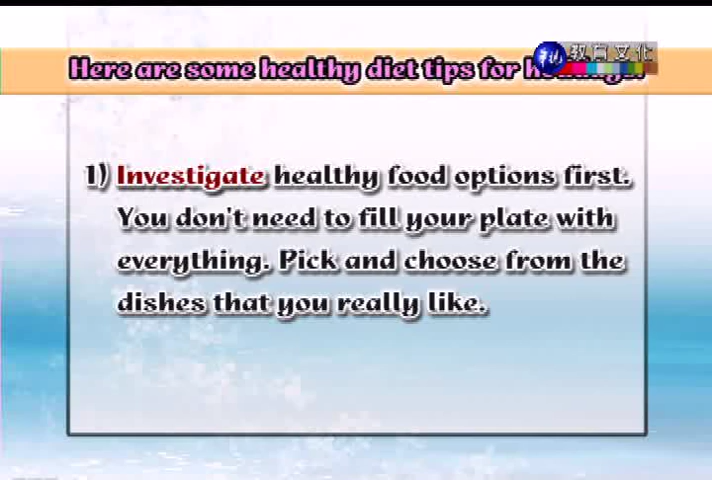 Here are some healthy diet tips for
教育文化
1) Investigate healthy food options first.
You don't need to fill your plate with
everything. Pick and choose from the
dishes that you really like.